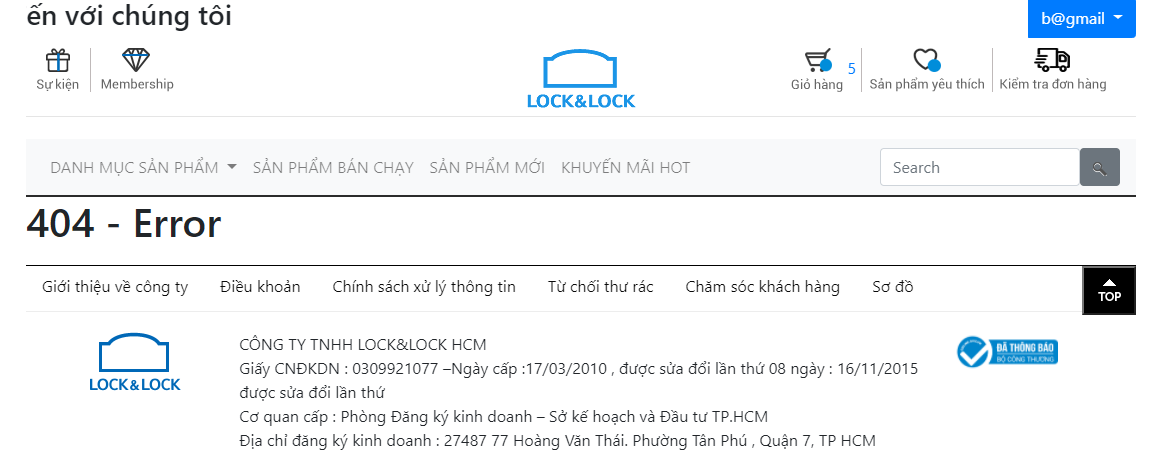 ến với chúng tôi
b@gmail
Sự kiện
Membership
LOCK&LOCK
Giỏ hàng
5
Sản phẩm yêu thích
Kiểm tra đơn hàng
DANH MỤC SẢN PHẨM
SẢN PHẨM BÁN CHẠY
SẢN PHẨM MỚI
KHUYẾN MÃI HOT
Search
404 - Error
Giới thiệu về công ty
Điều khoản
Chính sách xử lý thông tin
Từ chối thư rác
Chăm sóc khách hàng
Sơ đồ
TOP
LOCK&LOCK
CÔNG TY TNHH LOCK&LOCK HCM
Giấy CNĐKDN : 0309921077 –Ngày cấp :17/03/2010 , được sửa đổi lần thứ 08 ngày : 16/11/2015
được sửa đổi lần thứ
Cơ quan cấp : Phòng Đăng ký kinh doanh – Sở kế hoạch và Đầu tư TP.HCM
Địa chỉ đăng ký kinh doanh : 27487 77 Hoàng Văn Thái. Phường Tân Phú , Quận 7, TP HCM
ĐÃ THÔNG BÁO
BỘ CÔNG THƯƠNG